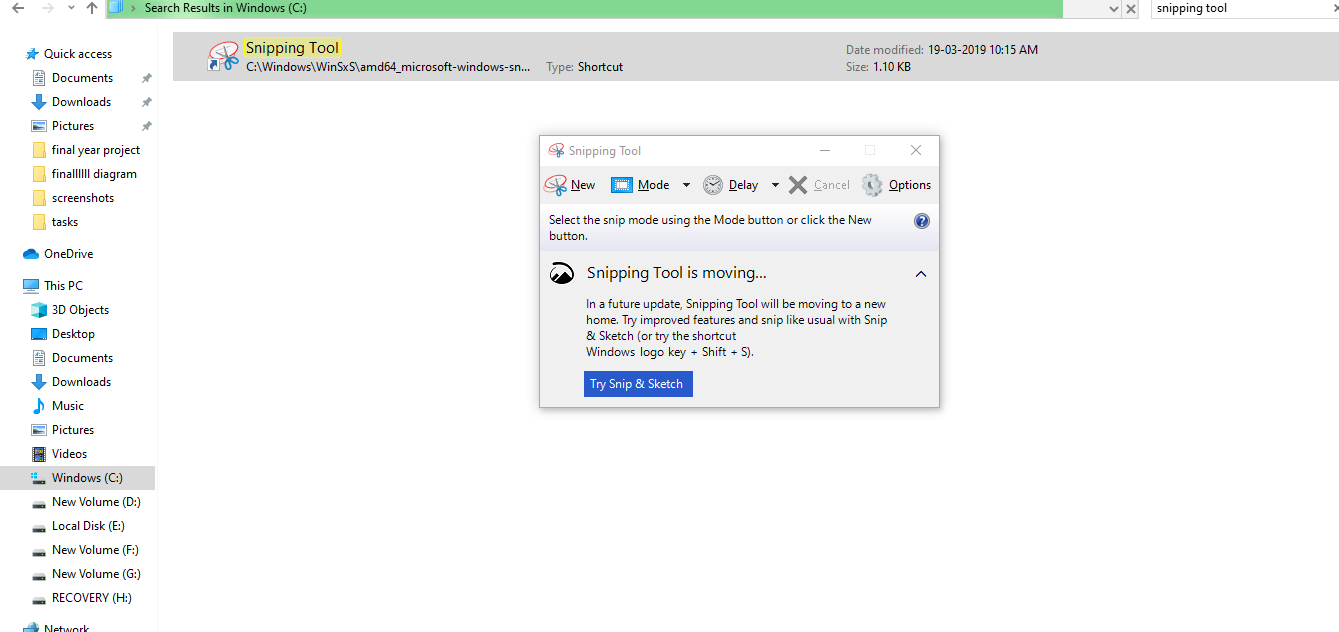 Search Results in Windows (C:)
snipping tool
Quick access
Documents
Downloads
Pictures
final year project
finallllll diagram
screenshots
tasks
OneDrive
This PC
3D Objects
Desktop
Documents
Downloads
Music
Pictures
Videos
Windows (C:)
New Volume (D:)
Local Disk (E:)
New Volume (F:)
New Volume (G:)
RECOVERY (H:)
Network
Snipping Tool
C:\Windows\WinSxS\amd64_microsoft-windows-sn...
Type: Shortcut
Date modified: 19-03-2019 10:15 AM
Size: 1.10 KB
Snipping Tool
New Mode Delay Cancel Options
Select the snip mode using the Mode button or click the New
button.
Snipping Tool is moving...
In a future update, Snipping Tool will be moving to a new
home. Try improved features and snip like usual with Snip
& Sketch (or try the shortcut
Windows logo key + Shift + S).
Try Snip & Sketch